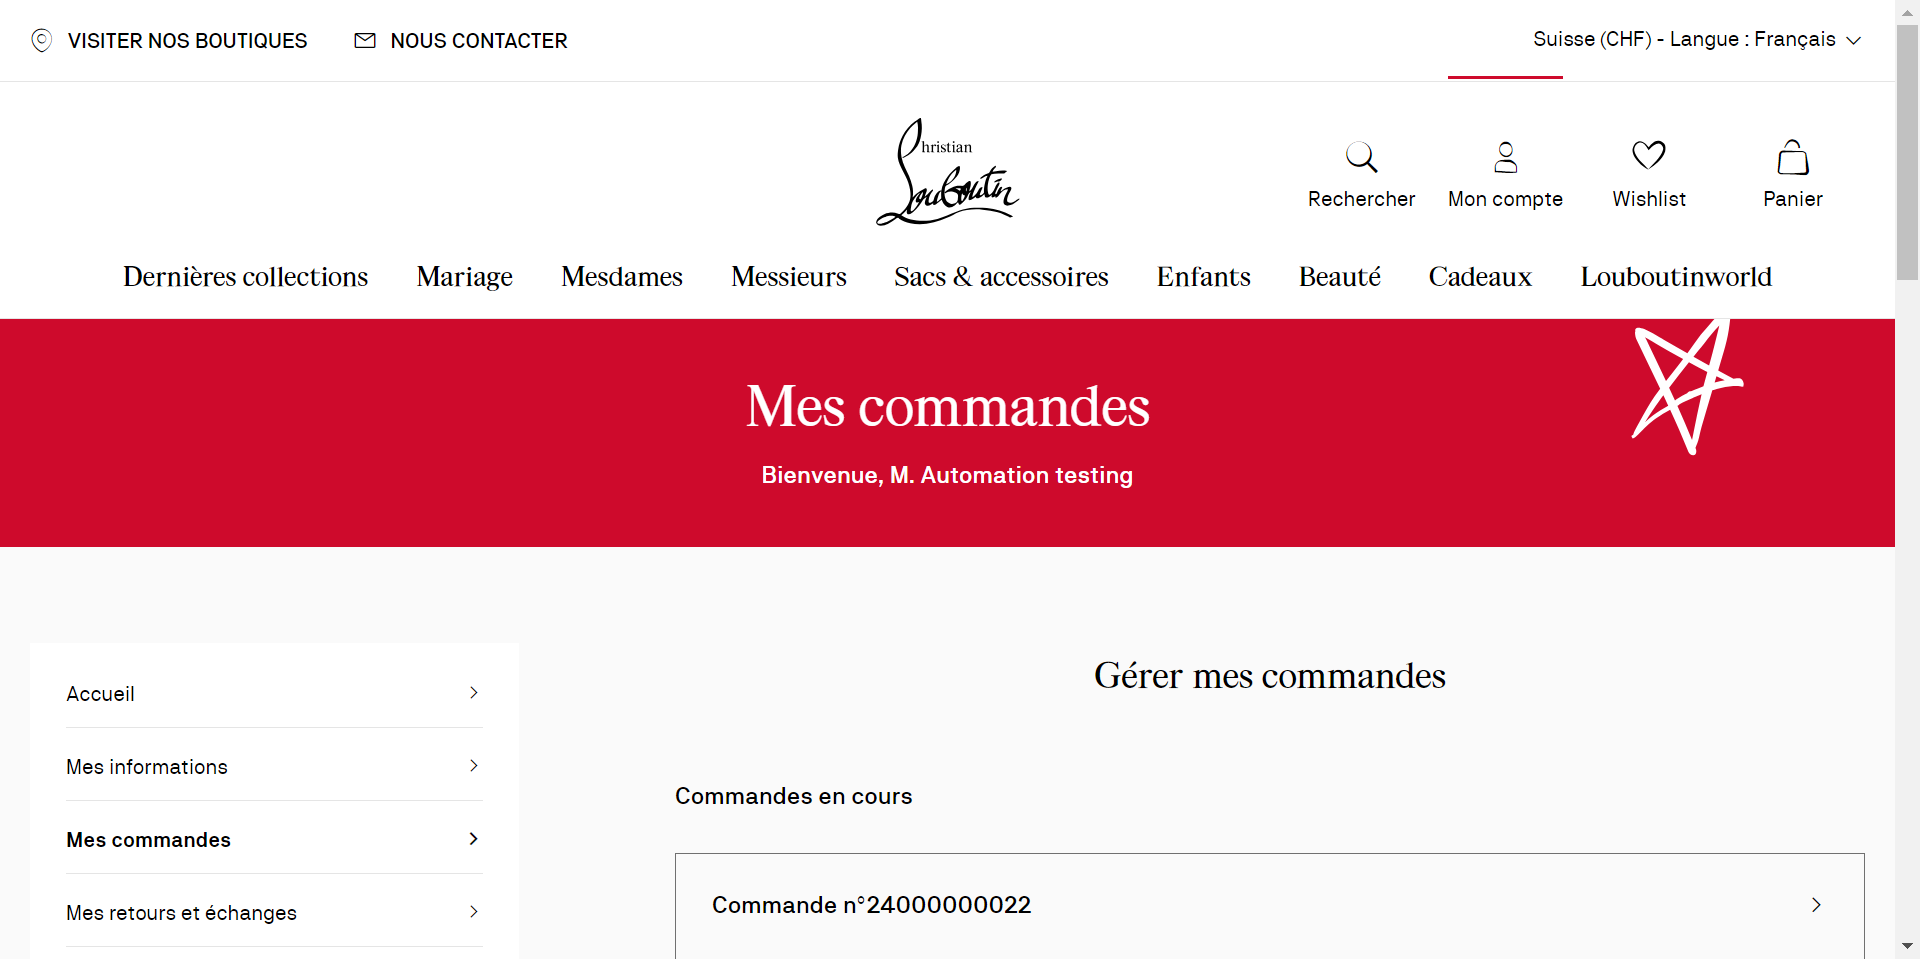 VISITER NOS BOUTIQUES
NOUS CONTACTER
Suisse (CHF) - Langue : Français
Christian
Louboutin
Rechercher
Mon compte
Wishlist
Panier
Dernières collections
Mariage
Mesdames
Messieurs
Sacs & accessoires
Enfants
Beauté
Cadeaux
Louboutinworld
Mes commandes
Bienvenue, M. Automation testing
Accueil
Mes informations
Mes commandes
Mes retours et échanges
Gérer mes commandes
Commandes en cours
Commande n°24000000022